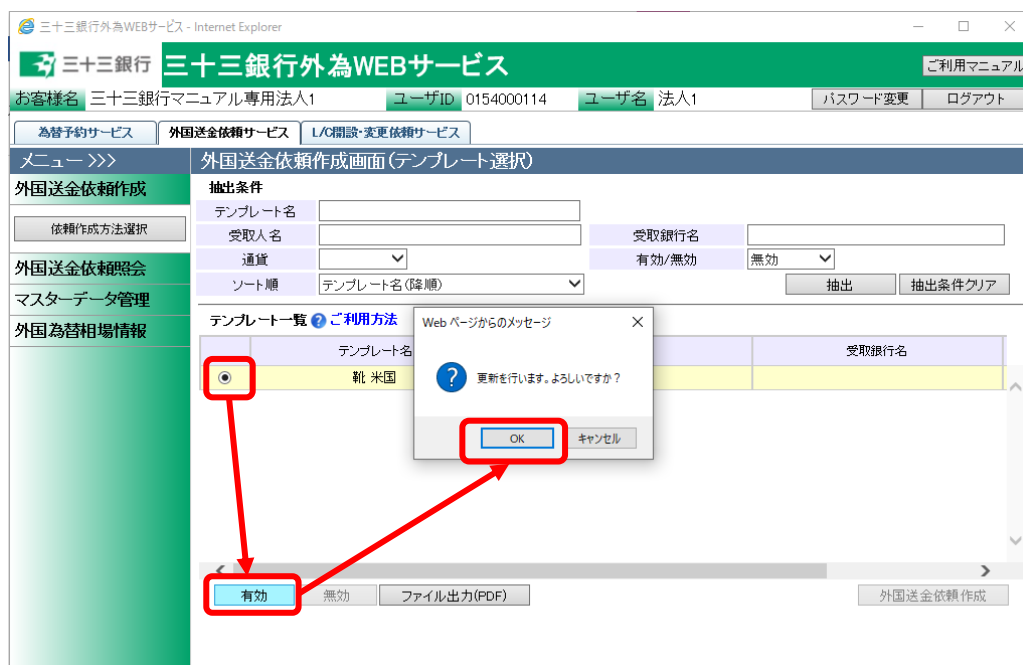 三十三銀行外為WEBサービス - Internet Explorer
三十三銀行 三十三銀行外為WEBサービス ご利用マニュアル
お客様名 三十三銀行マニュアル専用法人1 ユーザID 0154000114 ユーザ名 法人1 パスワード変更 ログアウト
為替予約サービス 外国送金依頼サービス L/C開設・変更依頼サービス
メニュー >>> 外国送金依頼作成画面(テンプレート選択)
外国送金依頼作成
依頼作成方法選択
外国送金依頼照会
マスターデータ管理
外国為替相場情報
抽出条件
テンプレート名
受取人名 受取銀行名
通貨 有効/無効 無効
ソート順 テンプレート名(降順) 抽出 抽出条件クリア
テンプレート一覧 ? ご利用方法
テンプレート名 受取銀行名
靴 米国
Web ページからのメッセージ
? 更新を行います。よろしいですか?
OK キャンセル
有効 無効 ファイル出力(PDF) 外国送金依頼作成